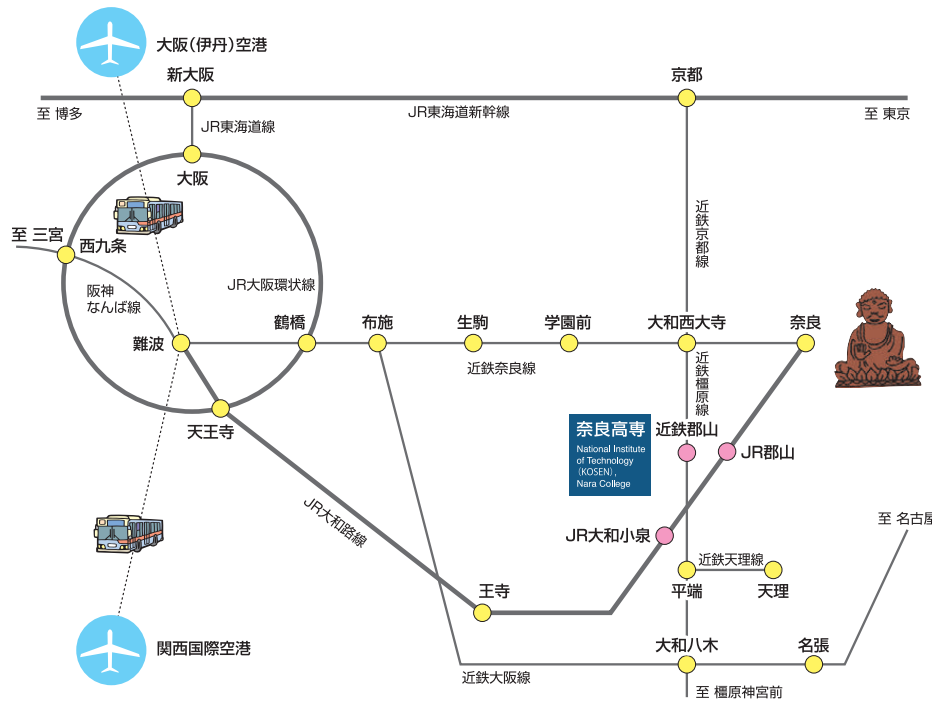 大阪(伊丹)空港
新大阪
京都
至 博多
JR東海道新幹線
至 東京
JR東海道線
大阪
近鉄京都線
至 三宮
西九条
JR大阪環状線
阪神
なんば線
鶴橋
布施
生駒
学園前
大和西大寺
奈良
難波
近鉄奈良線
近鉄橿原線
天王寺
奈良高専
National Institute
of Technology
(KOSEN),
Nara College
近鉄郡山
JR郡山
JR大和路線
JR大和小泉
至 名古屋
近鉄天理線
王寺
平端
天理
関西国際空港
大和八木
名張
近鉄大阪線
至 橿原神宮前